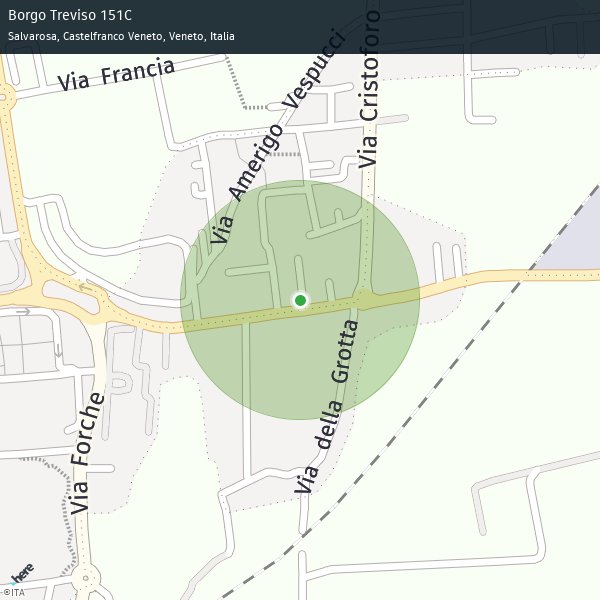 Borgo Treviso 151C
Salvarosa, Castelfranco Veneto, Veneto, Italia
Via Francia
Via Amerigo Vespucci
Via Cristoforo
Via della Grotta
Via Forche
here
©ITA